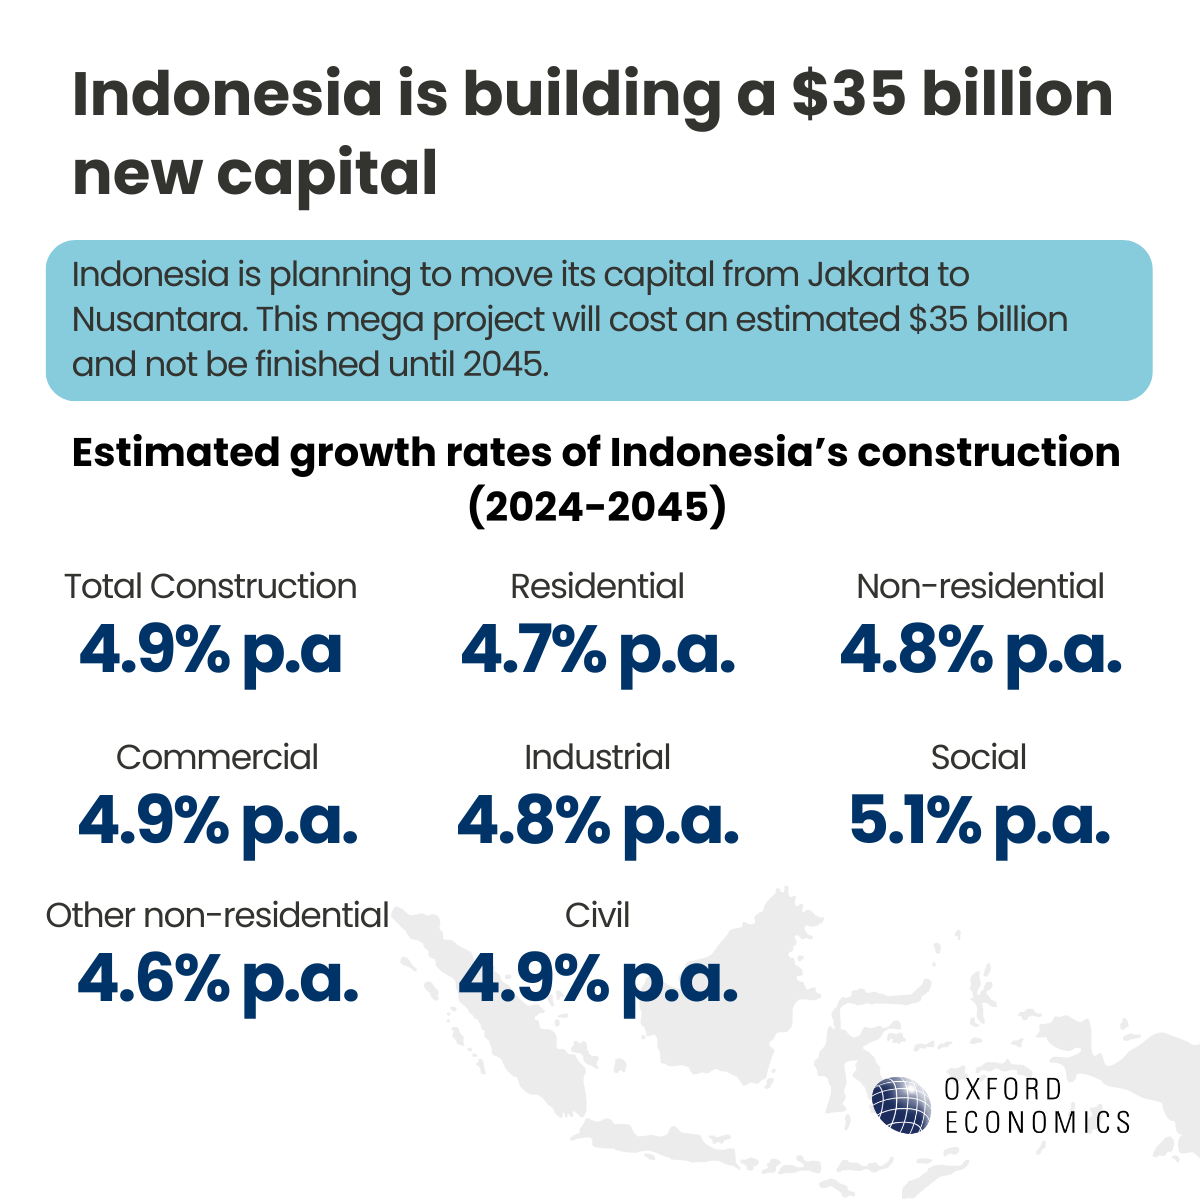 Indonesia is building a $35 billion
new capital
Indonesia is planning to move its capital from Jakarta to
Nusantara. This mega project will cost an estimated $35 billion
and not be finished until 2045.
Estimated growth rates of Indonesia’s construction
(2024-2045)
Total Construction
4.9% p.a
Residential
4.7% p.a.
Non-residential
4.8% p.a.
Commercial
4.9% p.a.
Industrial
4.8% p.a.
Social
5.1% p.a.
Other non-residential
4.6% p.a.
Civil
4.9% p.a.
OXFORD
ECONOMICS